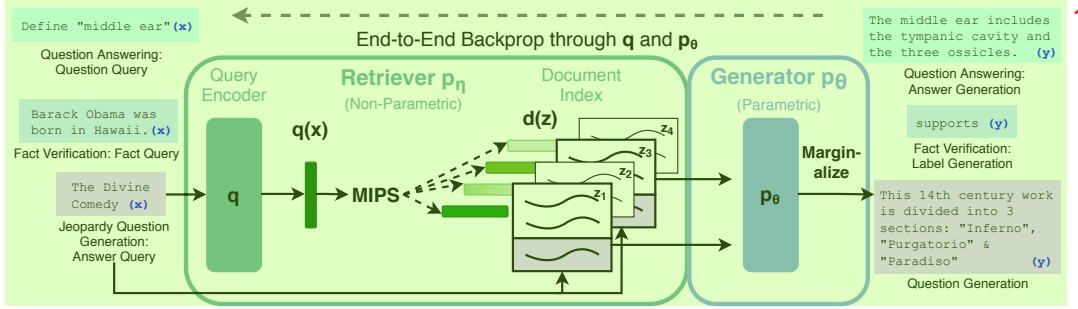 End-to-End Backprop through q and pθ
Define "middle ear"(x)
Question Answering:
Question Query
Barack Obama was
born in Hawaii.(x)
Fact Verification: Fact Query
The Divine
Comedy (x)
Jeopardy Question
Generation:
Answer Query
Query
Encoder
q
q(x)
Retriever pη
(Non-Parametric)
MIPS
Document
Index
d(z)
z4
z3
z2
z1
Generator pθ
(Parametric)
pθ
Margin-
alize
The middle ear includes
the tympanic cavity and
the three ossicles. (y)
Question Answering:
Answer Generation
supports (y)
Fact Verification:
Label Generation
This 14th century work
is divided into 3
sections: "Inferno",
"Purgatorio" &
"Paradiso" (y)
Question Generation